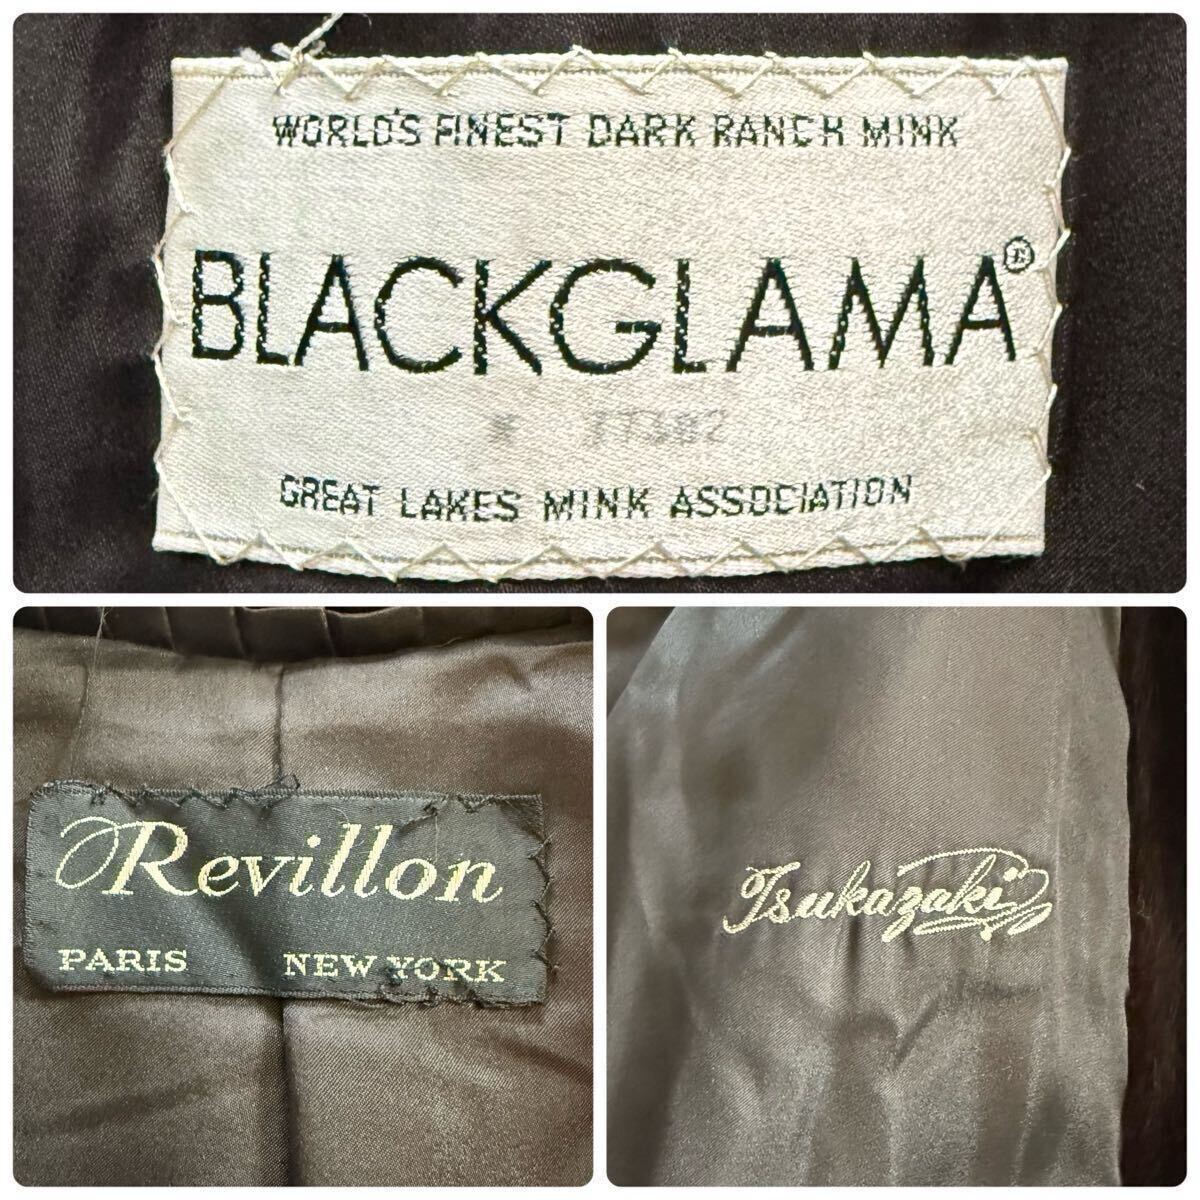 WORLD'S FINEST DARK RANCH MINK
BLACKGLAMA®
GREAT LAKES MINK ASSOCIATION
Revillon
PARIS NEW YORK
Tsukazaki